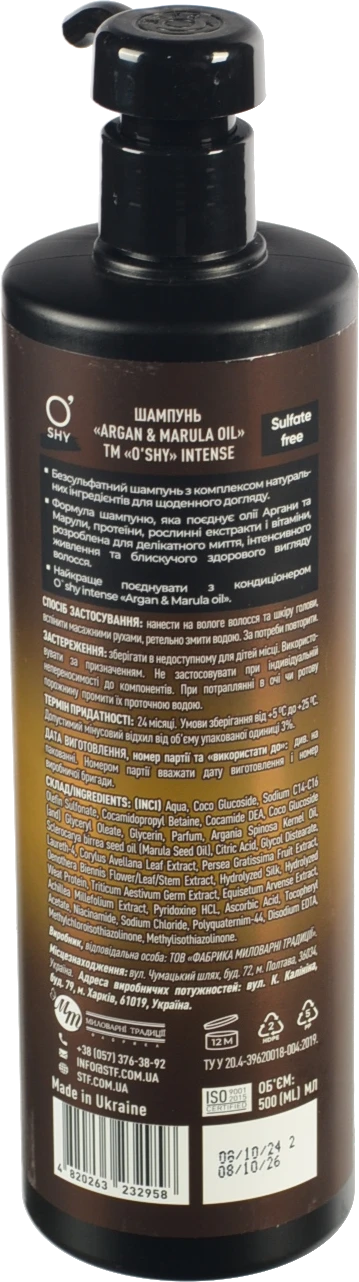 O'
SHY
ШАМПУНЬ
«ARGAN & MARULA OIL»
ТМ «O'SHY» INTENSE
Sulfate
free
• Безсульфатний шампунь з комплексом натураль-
них інгредієнтів для щоденного догляду.
• Формула шампуню, яка поєднує олії Аргани та
Марули, протеїни, рослинні екстракти і вітаміни,
розроблена для делікатного миття, інтенсивного
живлення та блискучого здорового вигляду
волосся.
• Найкраще поєднувати з кондиціонером
O' shy intense «Argan & Marula oil».
СПОСІБ ЗАСТОСУВАННЯ: нанести на вологе волосся та шкіру голови,
вспінити масажними рухами, ретельно змити водою. За потреби повторити.
ЗАСТЕРЕЖЕННЯ: зберігати в недоступному для дітей місці. Використо-
вувати за призначенням. Не застосовувати при індивідуальній
непереносимості до компонентів. При потраплянні в очі чи ротову
порожнину промити їх проточною водою.
ТЕРМІН ПРИДАТНОСТІ: 24 місяці. Умови зберігання від +5 °C до +25 °C.
Допустимий мінусовий відхил від об'єму упакованої одиниці 3%.
ДАТА ВИГОТОВЛЕННЯ, номер партії та «використати до»: див. на
пакованні. Номером партії вважати дату виготовлення і номер
виробничої бригади.
СКЛАД/INGREDIENTS: (INCI) Aqua, Coco Glucoside, Sodium C14-C16
Olefin Sulfonate, Cocamidopropyl Betaine, Cocamide DEA, Coco Glucoside
(and) Glyceryl Oleate, Glycerin, Parfum, Argania Spinosa Kernel Oil,
Sclerocarya birrea seed oil (Marula Seed Oil), Citric Acid, Glycol Distearate,
Laureth-4, Corylus Avellana Leaf Extract, Persea Gratissima Fruit Extract,
Oenothera Biennis Flower/Leaf/Stem Extract, Hydrolyzed Silk, Hydrolyzed
Wheat Protein, Triticum Aestivum Germ Extract, Equisetum Arvense Extract,
Achillea Millefolium Extract, Pyridoxine HCL, Ascorbic Acid, Tocopheryl
Acetate, Niacinamide, Sodium Chloride, Polyquaternim-44, Disodium EDTA,
Methylchloroisothiazolinone, Methylisothiazolinone.
Виробник, відповідальна особа: ТОВ «ФАБРИКА МИЛОВАРНІ ТРАДИЦІЇ».
Місцезнаходження: вул. Чумацький шлях, буд. 72, м. Полтава, 36034,
Україна. Адреса виробничих потужностей: вул. К. Калініна,
буд. 79, м. Харків, 61019, Україна.
МИЛОВАРНІ ТРАДИЦІЇ
12 M
2
HDPE
5
PP
ТУ У 20.4-39620018-004:2019.
+38 (057) 376-38-92
INFO@STF.COM.UA
STF.COM.UA
Made in Ukraine
ISO 9001
2015
CERTIFIED
ОБ'ЄМ:
500 (ML) МЛ
4 820263 232958
08/10/24 2
08/10/26